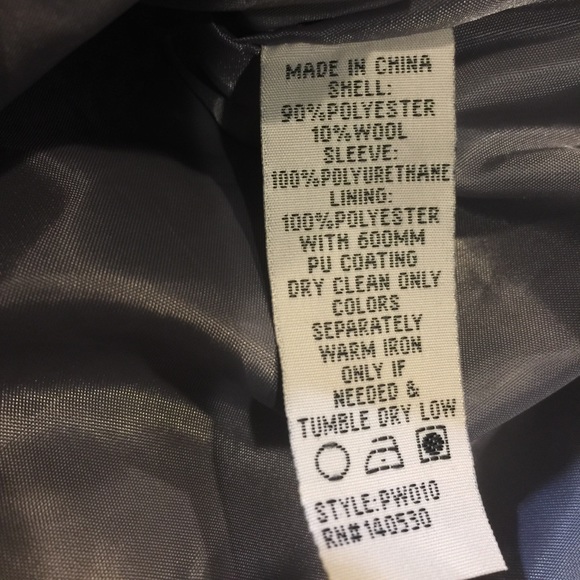 MADE IN CHINA
SHELL:
90%POLYESTER
10%WOOL
SLEEVE:
100%POLYURETHANE
LINING:
100%POLYESTER
WITH 600MM
PU COATING
DRY CLEAN ONLY
COLORS
SEPARATELY
WARM IRON
ONLY IF
NEEDED &
TUMBLE DRY LOW
STYLE:PW010
RN#140530